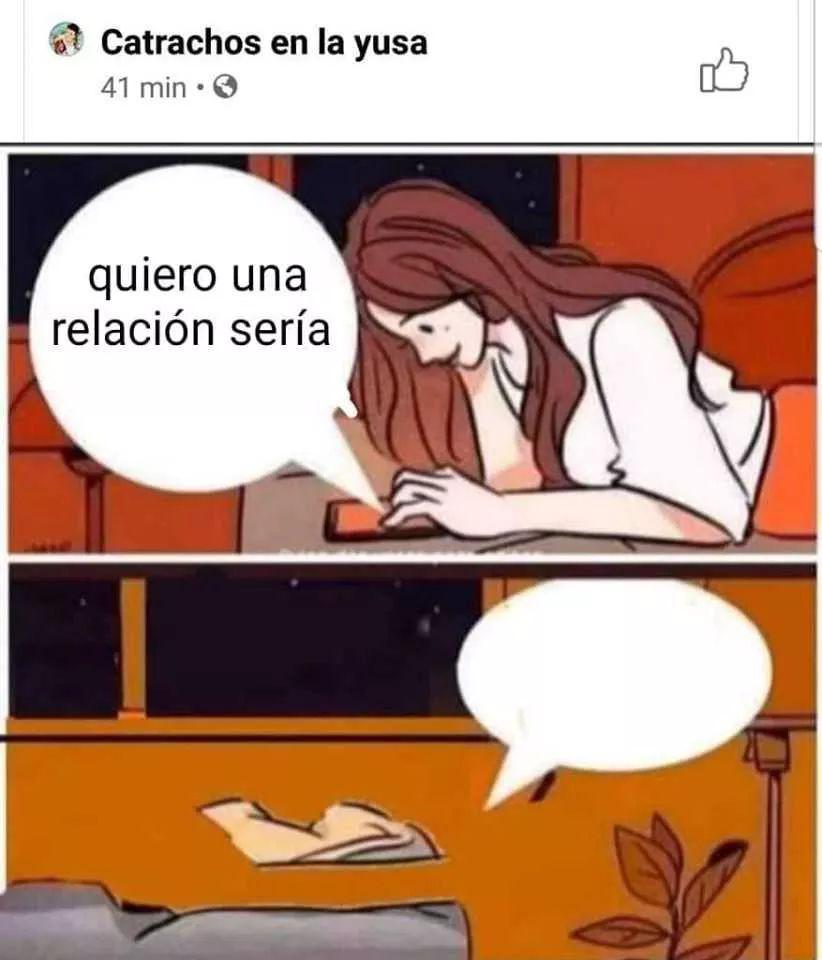 Catrachos en la yusa
41 min •
quiero una
relación sería